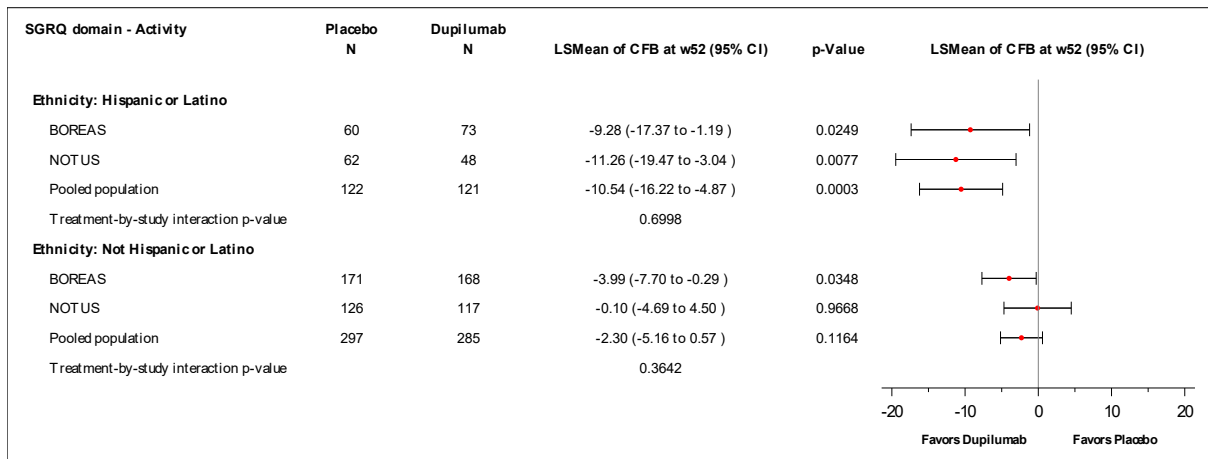 SGRQ domain - Activity Placebo Dupilumab
N N LSMean of CFB at w52 (95% CI) p-Value LSMean of CFB at w52 (95% CI)
Ethnicity: Hispanic or Latino
BOREAS 60 73 -9.28 (-17.37 to -1.19 ) 0.0249
NOTUS 62 48 -11.26 (-19.47 to -3.04 ) 0.0077
Pooled population 122 121 -10.54 (-16.22 to -4.87 ) 0.0003
Treatment-by-study interaction p-value 0.6998
Ethnicity: Not Hispanic or Latino
BOREAS 171 168 -3.99 (-7.70 to -0.29 ) 0.0348
NOTUS 126 117 -0.10 (-4.69 to 4.50 ) 0.9668
Pooled population 297 285 -2.30 (-5.16 to 0.57 ) 0.1164
Treatment-by-study interaction p-value 0.3642
-20 -10 0 10 20
Favors Dupilumab Favors Placebo